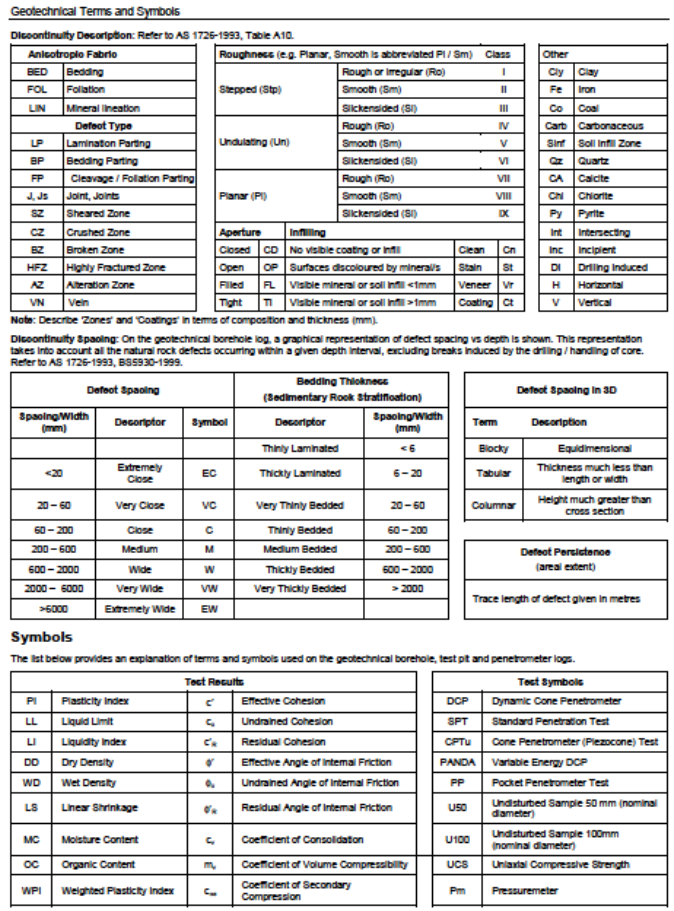 Geotechnical Terms and Symbols
Discontinuity Description: Refer to AS 1726-1993, Table A10.
Anisotropic Fabric
BED Bedding
FOL Foliation
LIN Mineral lineation
Defect Type
LP Lamination Parting
BP Bedding Parting
FP Cleavage / Foliation Parting
J, Js Joint, Joints
SZ Sheared Zone
CZ Crushed Zone
BZ Broken Zone
HFZ Highly Fractured Zone
AZ Alteration Zone
VN Vein
Roughness (e.g. Planar, Smooth is abbreviated Pl / Sm) Class
Stepped (Stp)
Rough or irregular (Ro) I
Smooth (Sm) II
Slickensided (Sl) III
Undulating (Un)
Rough (Ro) IV
Smooth (Sm) V
Slickensided (Sl) VI
Planar (Pl)
Rough (Ro) VII
Smooth (Sm) VIII
Slickensided (Sl) IX
Aperture Infilling
Closed CD No visible coating or infill Clean Cn
Open OP Surfaces discoloured by mineral/s Stain St
Filled FL Visible mineral or soil infill <1mm Veneer Vr
Tight TI Visible mineral or soil infill >1mm Coating Ct
Other
Cly Clay
Fe Iron
Co Coal
Carb Carbonaceous
Sinf Soil Infill Zone
Qz Quartz
CA Calcite
Chl Chlorite
Py Pyrite
Int Intersecting
Inc Incipient
DI Drilling Induced
H Horizontal
V Vertical
Note: Describe 'Zones' and 'Coatings' in terms of composition and thickness (mm).
Discontinuity Spacing: On the geotechnical borehole log, a graphical representation of defect spacing vs depth is shown. This representation
takes into account all the natural rock defects occurring within a given depth interval, excluding breaks induced by the drilling / handling of core.
Refer to AS 1726-1993, BS5930-1999.
Defect Spacing
Bedding Thickness
(Sedimentary Rock Stratification)
Spacing/Width
(mm)
Descriptor Symbol Descriptor
Spacing/Width
(mm)
Thinly Laminated < 6
<20 Extremely
Close
EC Thickly Laminated 6 – 20
20 – 60 Very Close VC Very Thinly Bedded 20 – 60
60 – 200 Close C Thinly Bedded 60 – 200
200 – 600 Medium M Medium Bedded 200 – 600
600 – 2000 Wide W Thickly Bedded 600 – 2000
2000 – 6000 Very Wide VW Very Thickly Bedded > 2000
>6000 Extremely Wide EW
Defect Spacing in 3D
Term Description
Blocky Equidimensional
Tabular Thickness much less than
length or width
Columnar Height much greater than
cross section
Defect Persistence
(areal extent)
Trace length of defect given in metres
Symbols
The list below provides an explanation of terms and symbols used on the geotechnical borehole, test pit and penetrometer logs.
Test Results
PI Plasticity Index c' Effective Cohesion
LL Liquid Limit cᵤ Undrained Cohesion
LI Liquidity Index c'R Residual Cohesion
DD Dry Density ϕ' Effective Angle of Internal Friction
WD Wet Density ϕᵤ Undrained Angle of Internal Friction
LS Linear Shrinkage ϕ'R Residual Angle of Internal Friction
MC Moisture Content cᵥ Coefficient of Consolidation
OC Organic Content mᵥ Coefficient of Volume Compressibility
WPI Weighted Plasticity Index
Coefficient of Secondary
Compression
Test Symbols
DCP Dynamic Cone Penetrometer
SPT Standard Penetration Test
CPTu Cone Penetrometer (Piezocone) Test
PANDA Variable Energy DCP
PP Pocket Penetrometer Test
U50 Undisturbed Sample 50 mm (nominal
diameter)
U100 Undisturbed Sample 100mm
(nominal diameter)
UCS Uniaxial Compressive Strength
Pm Pressuremeter